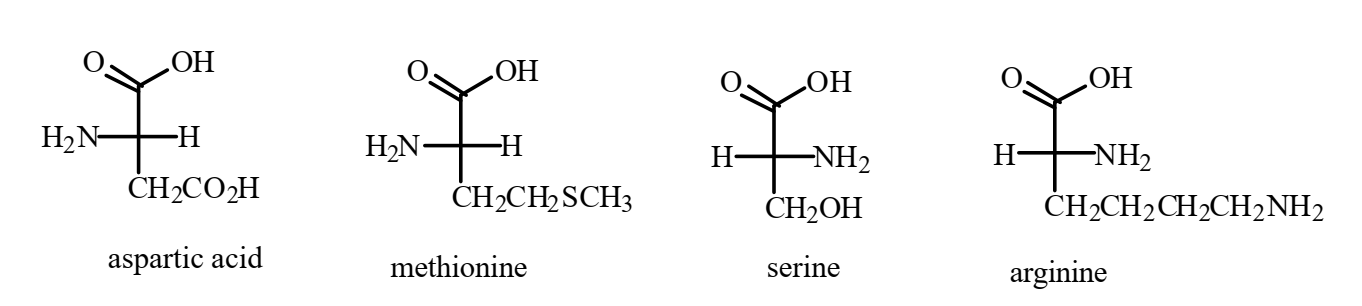 O OH
H₂N H
CH₂CO₂H
aspartic acid
O OH
H₂N H
CH₂CH₂SCH₃
methionine
O OH
H NH₂
CH₂OH
serine
O OH
H NH₂
CH₂CH₂CH₂CH₂NH₂
arginine